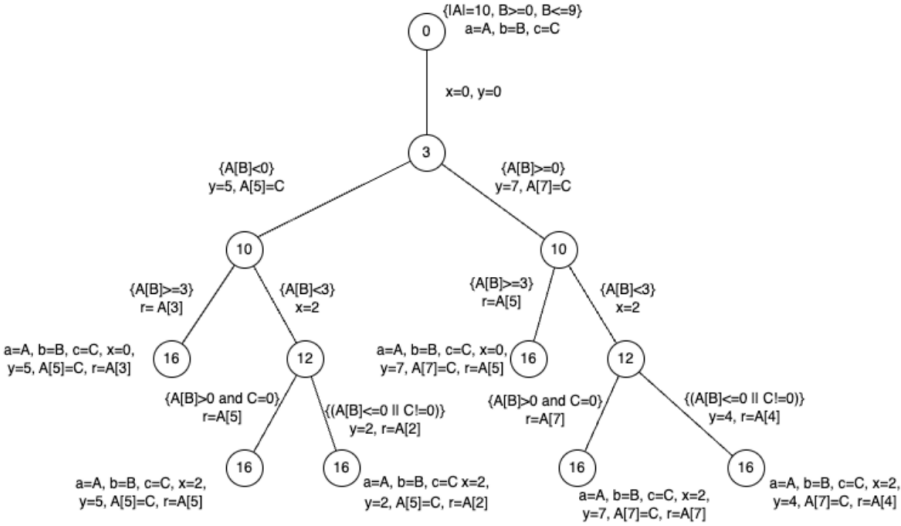 {|A|=10, B>=0, B<=9}
0
a=A, b=B, c=C
x=0, y=0
3
{A[B]<0}
y=5, A[5]=C
{A[B]>=0}
y=7, A[7]=C
10
10
{A[B]>=3}
r= A[3]
{A[B]<3}
x=2
{A[B]>=3}
r=A[5]
{A[B]<3}
x=2
a=A, b=B, c=C, x=0,
y=5, A[5]=C, r=A[3]
16
12
a=A, b=B, c=C, x=0,
y=7, A[7]=C, r=A[5]
16
12
{A[B]>0 and C=0}
r=A[5]
{(A[B]<=0 || C!=0)}
y=2, r=A[2]
{A[B]>0 and C=0}
r=A[7]
{(A[B]<=0 || C!=0)}
y=4, r=A[4]
16
16
16
16
a=A, b=B, c=C, x=2,
y=5, A[5]=C, r=A[5]
a=A, b=B, c=C x=2,
y=2, A[5]=C, r=A[2]
a=A, b=B, c=C, x=2,
y=7, A[7]=C, r=A[7]
a=A, b=B, c=C, x=2,
y=4, A[7]=C, r=A[4]